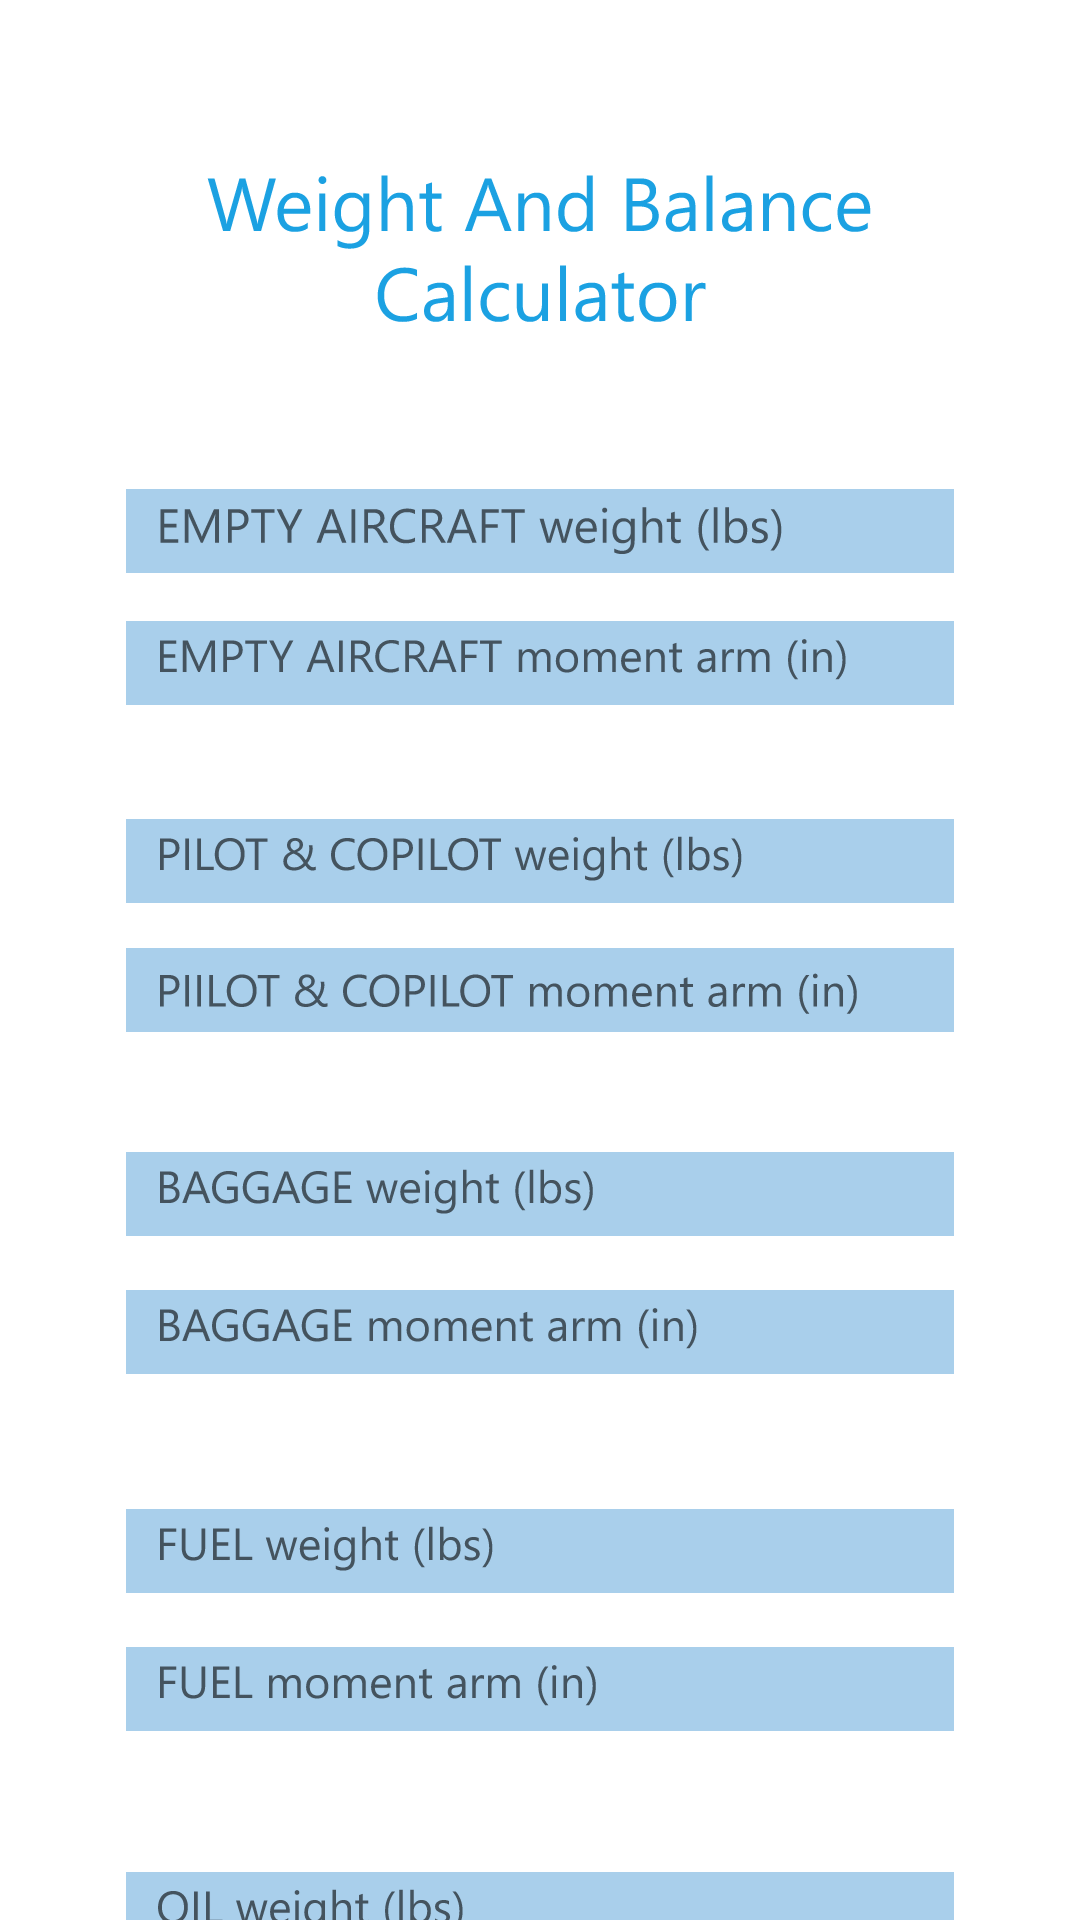 Weight And Balance
Calculator
EMPTY AIRCRAFT weight (lbs)
EMPTY AIRCRAFT moment arm (in)
PILOT & COPILOT weight (lbs)
PIILOT & COPILOT moment arm (in)
BAGGAGE weight (lbs)
BAGGAGE moment arm (in)
FUEL weight (lbs)
FUEL moment arm (in)
OIL weight (lbs)